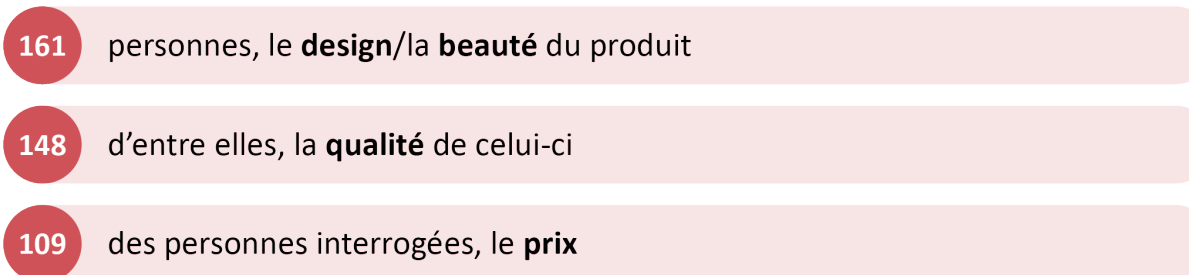 161 personnes, le design/la beauté du produit
148 d’entre elles, la qualité de celui-ci
109 des personnes interrogées, le prix